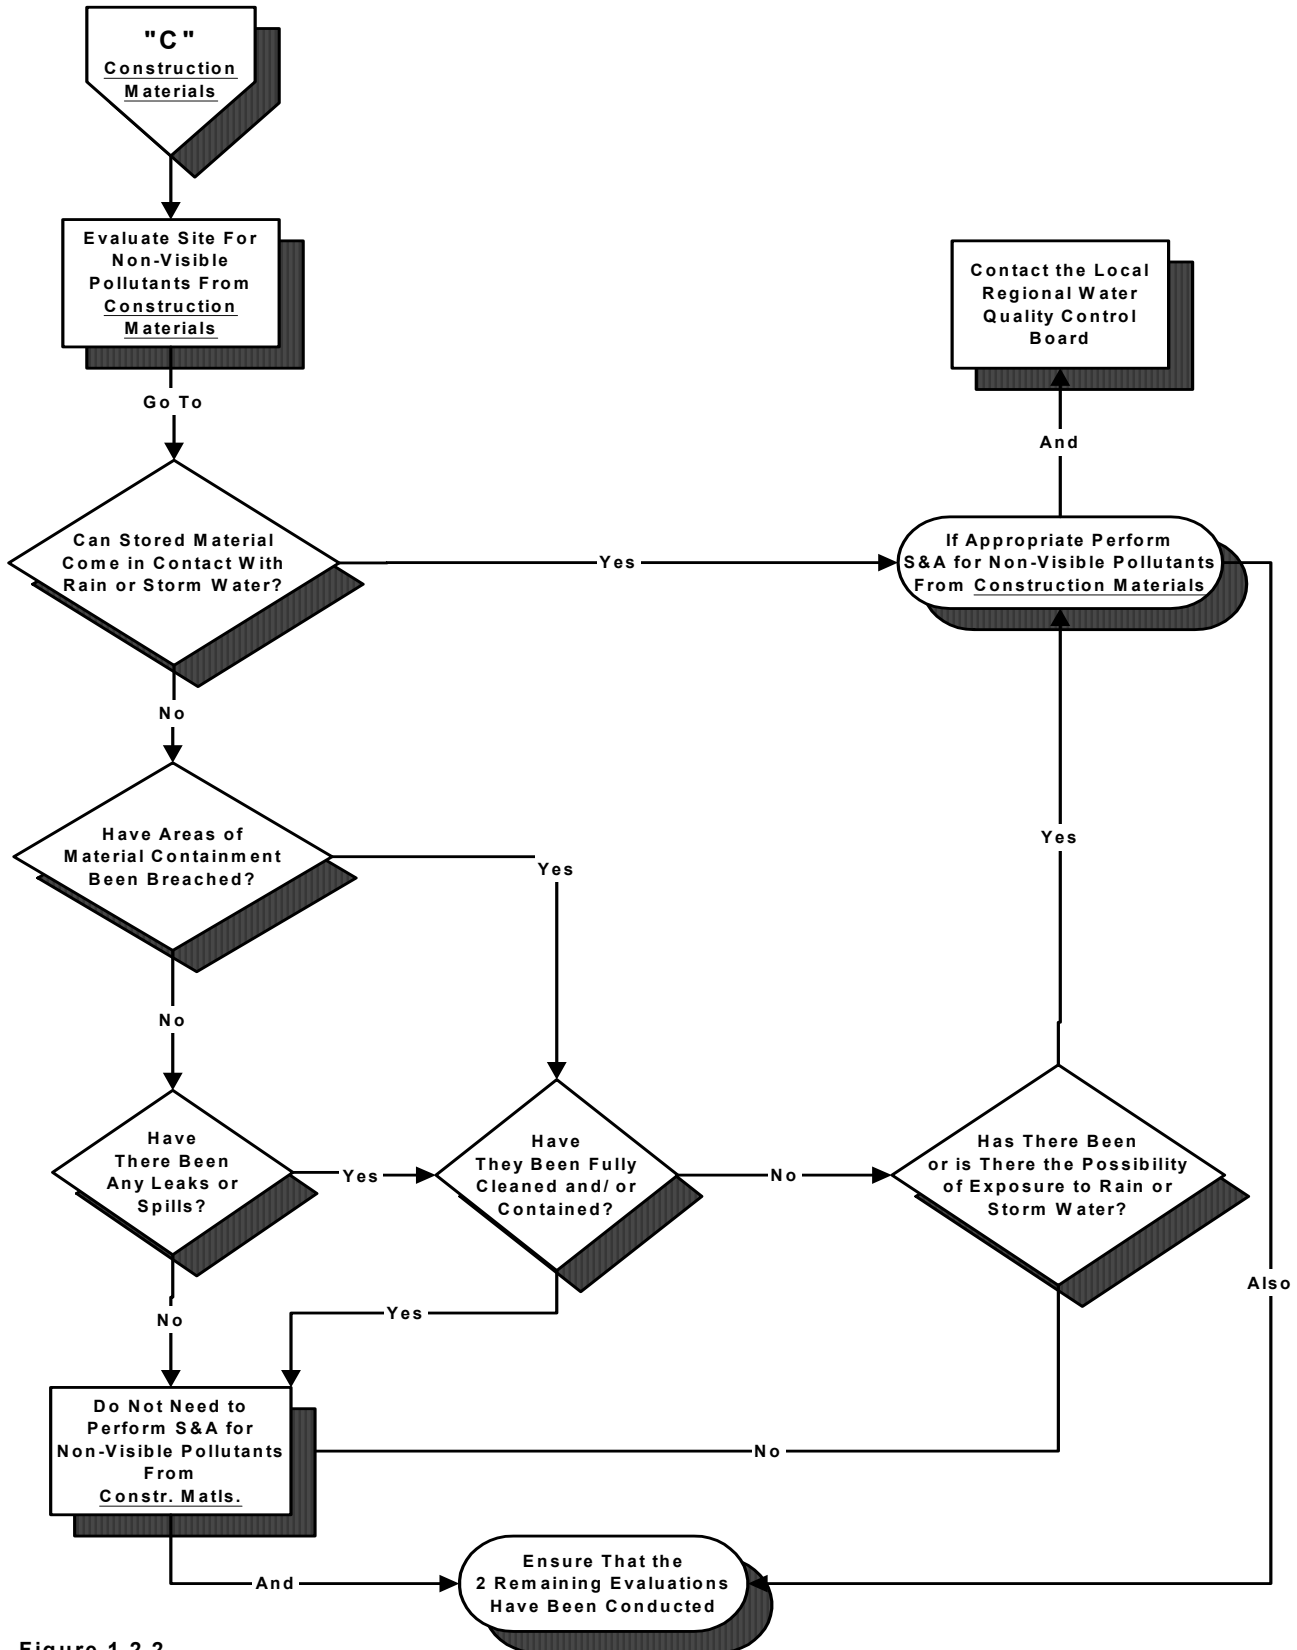 "C"
Construction
Materials
Evaluate Site For
Non-Visible
Pollutants From
Construction
Materials
Contact the Local
Regional Water
Quality Control
Board
Go To
And
Can Stored Material
Come in Contact With
Rain or Storm Water?
Yes
If Appropriate Perform
S&A for Non-Visible Pollutants
From Construction Materials
No
Have Areas of
Material Containment
Been Breached?
Yes
Yes
No
Have
There Been
Any Leaks or
Spills?
Yes
Have
They Been Fully
Cleaned and/ or
Contained?
No
Has There Been
or is There the Possibility
of Exposure to Rain or
Storm Water?
Also
No
Yes
Do Not Need to
Perform S&A for
Non-Visible Pollutants
From
Constr. Matls.
No
And
Ensure That the
2 Remaining Evaluations
Have Been Conducted
Figure 1.2.2